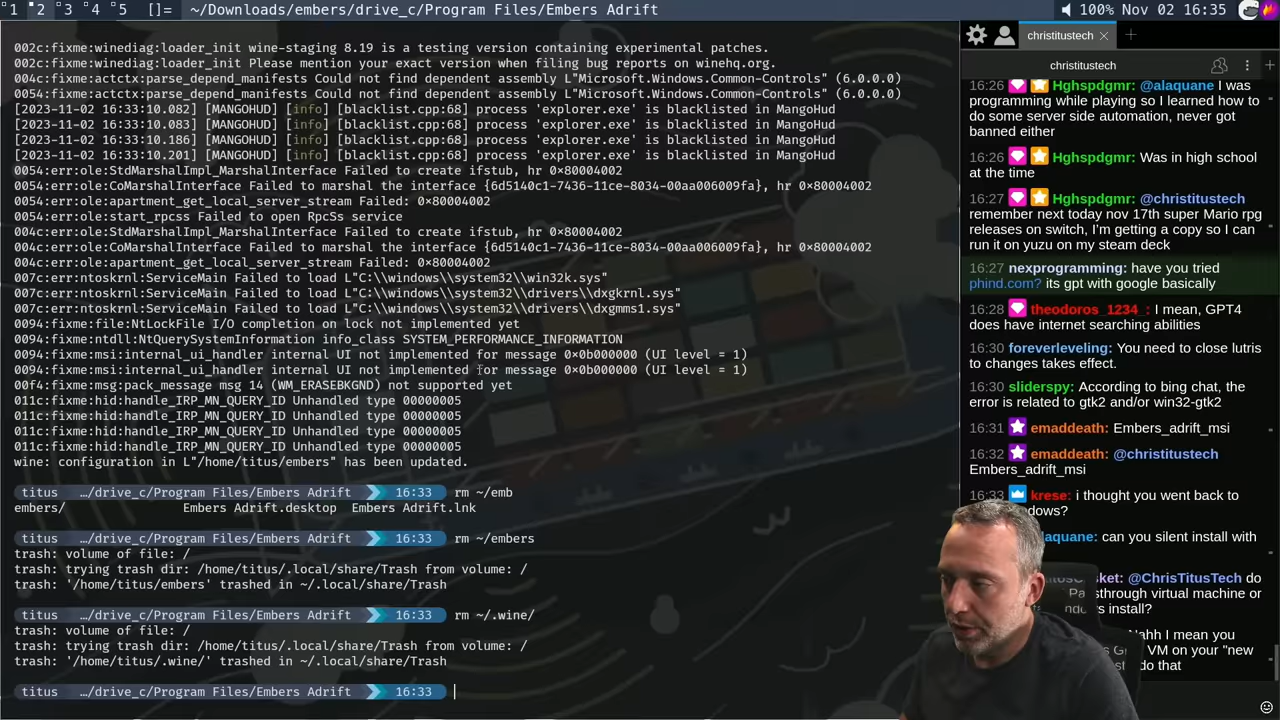 1 2 3 4 5 []= ~/Downloads/embers/drive_c/Program Files/Embers Adrift 100% Nov 02 16:35
002c:fixme:winediag:loader_init wine-staging 8.19 is a testing version containing experimental patches.
002c:fixme:winediag:loader_init Please mention your exact version when filing bug reports on winehq.org.
004c:fixme:actctx:parse_depend_manifests Could not find dependent assembly L"Microsoft.Windows.Common-Controls" (6.0.0.0)
0054:fixme:actctx:parse_depend_manifests Could not find dependent assembly L"Microsoft.Windows.Common-Controls" (6.0.0.0)
[2023-11-02 16:33:10.082] [MANGOHUD] [info] [blacklist.cpp:68] process 'explorer.exe' is blacklisted in MangoHud
[2023-11-02 16:33:10.083] [MANGOHUD] [info] [blacklist.cpp:68] process 'explorer.exe' is blacklisted in MangoHud
[2023-11-02 16:33:10.186] [MANGOHUD] [info] [blacklist.cpp:68] process 'explorer.exe' is blacklisted in MangoHud
[2023-11-02 16:33:10.201] [MANGOHUD] [info] [blacklist.cpp:68] process 'explorer.exe' is blacklisted in MangoHud
0054:err:ole:StdMarshalImpl_MarshalInterface Failed to create ifstub, hr 0x80004002
0054:err:ole:CoMarshalInterface Failed to marshal the interface {6d5140c1-7436-11ce-8034-00aa006009fa}, hr 0x80004002
0054:err:ole:apartment_get_local_server_stream Failed: 0x80004002
0054:err:ole:start_rpcss Failed to open RpcSs service
004c:err:ole:StdMarshalImpl_MarshalInterface Failed to create ifstub, hr 0x80004002
004c:err:ole:CoMarshalInterface Failed to marshal the interface {6d5140c1-7436-11ce-8034-00aa006009fa}, hr 0x80004002
004c:err:ole:apartment_get_local_server_stream Failed: 0x80004002
007c:err:ntoskrnl:ServiceMain Failed to load L"C:\\windows\\system32\\win32k.sys"
007c:err:ntoskrnl:ServiceMain Failed to load L"C:\\windows\\system32\\drivers\\dxgkrnl.sys"
007c:err:ntoskrnl:ServiceMain Failed to load L"C:\\windows\\system32\\drivers\\dxgmms1.sys"
0094:fixme:file:NtLockFile I/O completion on lock not implemented yet
0094:fixme:ntdll:NtQuerySystemInformation info_class SYSTEM_PERFORMANCE_INFORMATION
0094:fixme:msi:internal_ui_handler internal UI not implemented for message 0x0b000000 (UI level = 1)
0094:fixme:msi:internal_ui_handler internal UI not implemented for message 0x0b000000 (UI level = 1)
00f4:fixme:msg:pack_message msg 14 (WM_ERASEBKGND) not supported yet
011c:fixme:hid:handle_IRP_MN_QUERY_ID Unhandled type 00000005
011c:fixme:hid:handle_IRP_MN_QUERY_ID Unhandled type 00000005
011c:fixme:hid:handle_IRP_MN_QUERY_ID Unhandled type 00000005
011c:fixme:hid:handle_IRP_MN_QUERY_ID Unhandled type 00000005
wine: configuration in L"/home/titus/embers" has been updated.
titus …/drive_c/Program Files/Embers Adrift 16:33 rm ~/emb
embers/ Embers Adrift.desktop Embers Adrift.lnk
titus …/drive_c/Program Files/Embers Adrift 16:33 rm ~/embers
trash: volume of file: /
trash: trying trash dir: /home/titus/.local/share/Trash from volume: /
trash: '/home/titus/embers' trashed in ~/.local/share/Trash
titus …/drive_c/Program Files/Embers Adrift 16:33 rm ~/.wine/
trash: volume of file: /
trash: trying trash dir: /home/titus/.local/share/Trash from volume: /
trash: '/home/titus/.wine/' trashed in ~/.local/share/Trash
titus …/drive_c/Program Files/Embers Adrift 16:33
christitustech
christitustech
16:26 Hghspdgmr: @alaquane I was
programming while playing so I learned how to
do some server side automation, never got
banned either
16:26 Hghspdgmr: Was in high school
at the time
16:27 Hghspdgmr: @christitustech
remember next today nov 17th super Mario rpg
releases on switch, I'm getting a copy so I can
run it on yuzu on my steam deck
16:27 nexprogramming: have you tried
phind.com? its gpt with google basically
16:28 theodoros_1234_: I mean, GPT4
does have internet searching abilities
16:30 foreverleveling: You need to close lutris
to changes takes effect.
16:30 sliderspy: According to bing chat, the
error is related to gtk2 and/or win32-gtk2
16:31 emaddeath: Embers_adrift_msi
16:32 emaddeath: @christitustech
Embers_adrift_msi
16:33 krese: i thought you went back to
dows?
alaquane: can you silent install with
ket: @ChrisTitusTech do
sthrough virtual machine or
install?
ahh I mean you
VM on your "new
do that